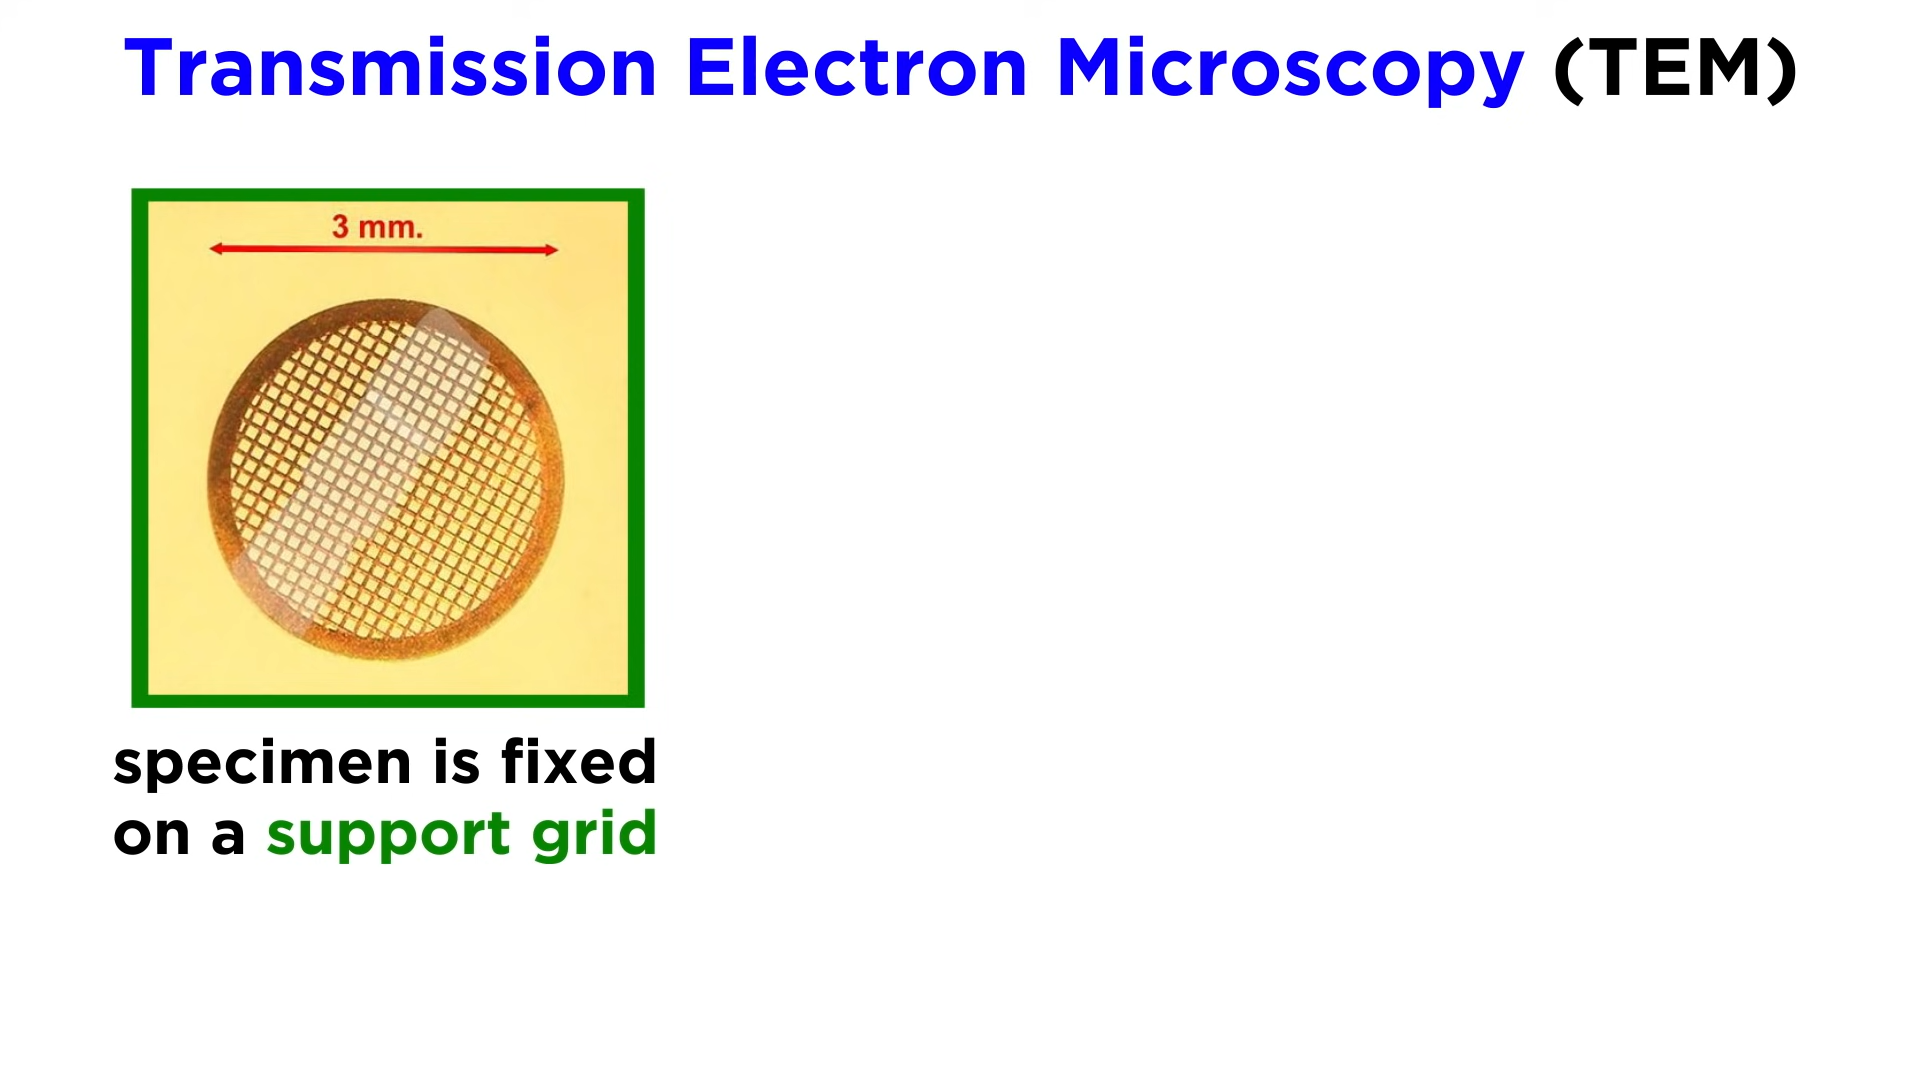 Transmission Electron Microscopy (TEM)
3 mm.
specimen is fixed
on a support grid